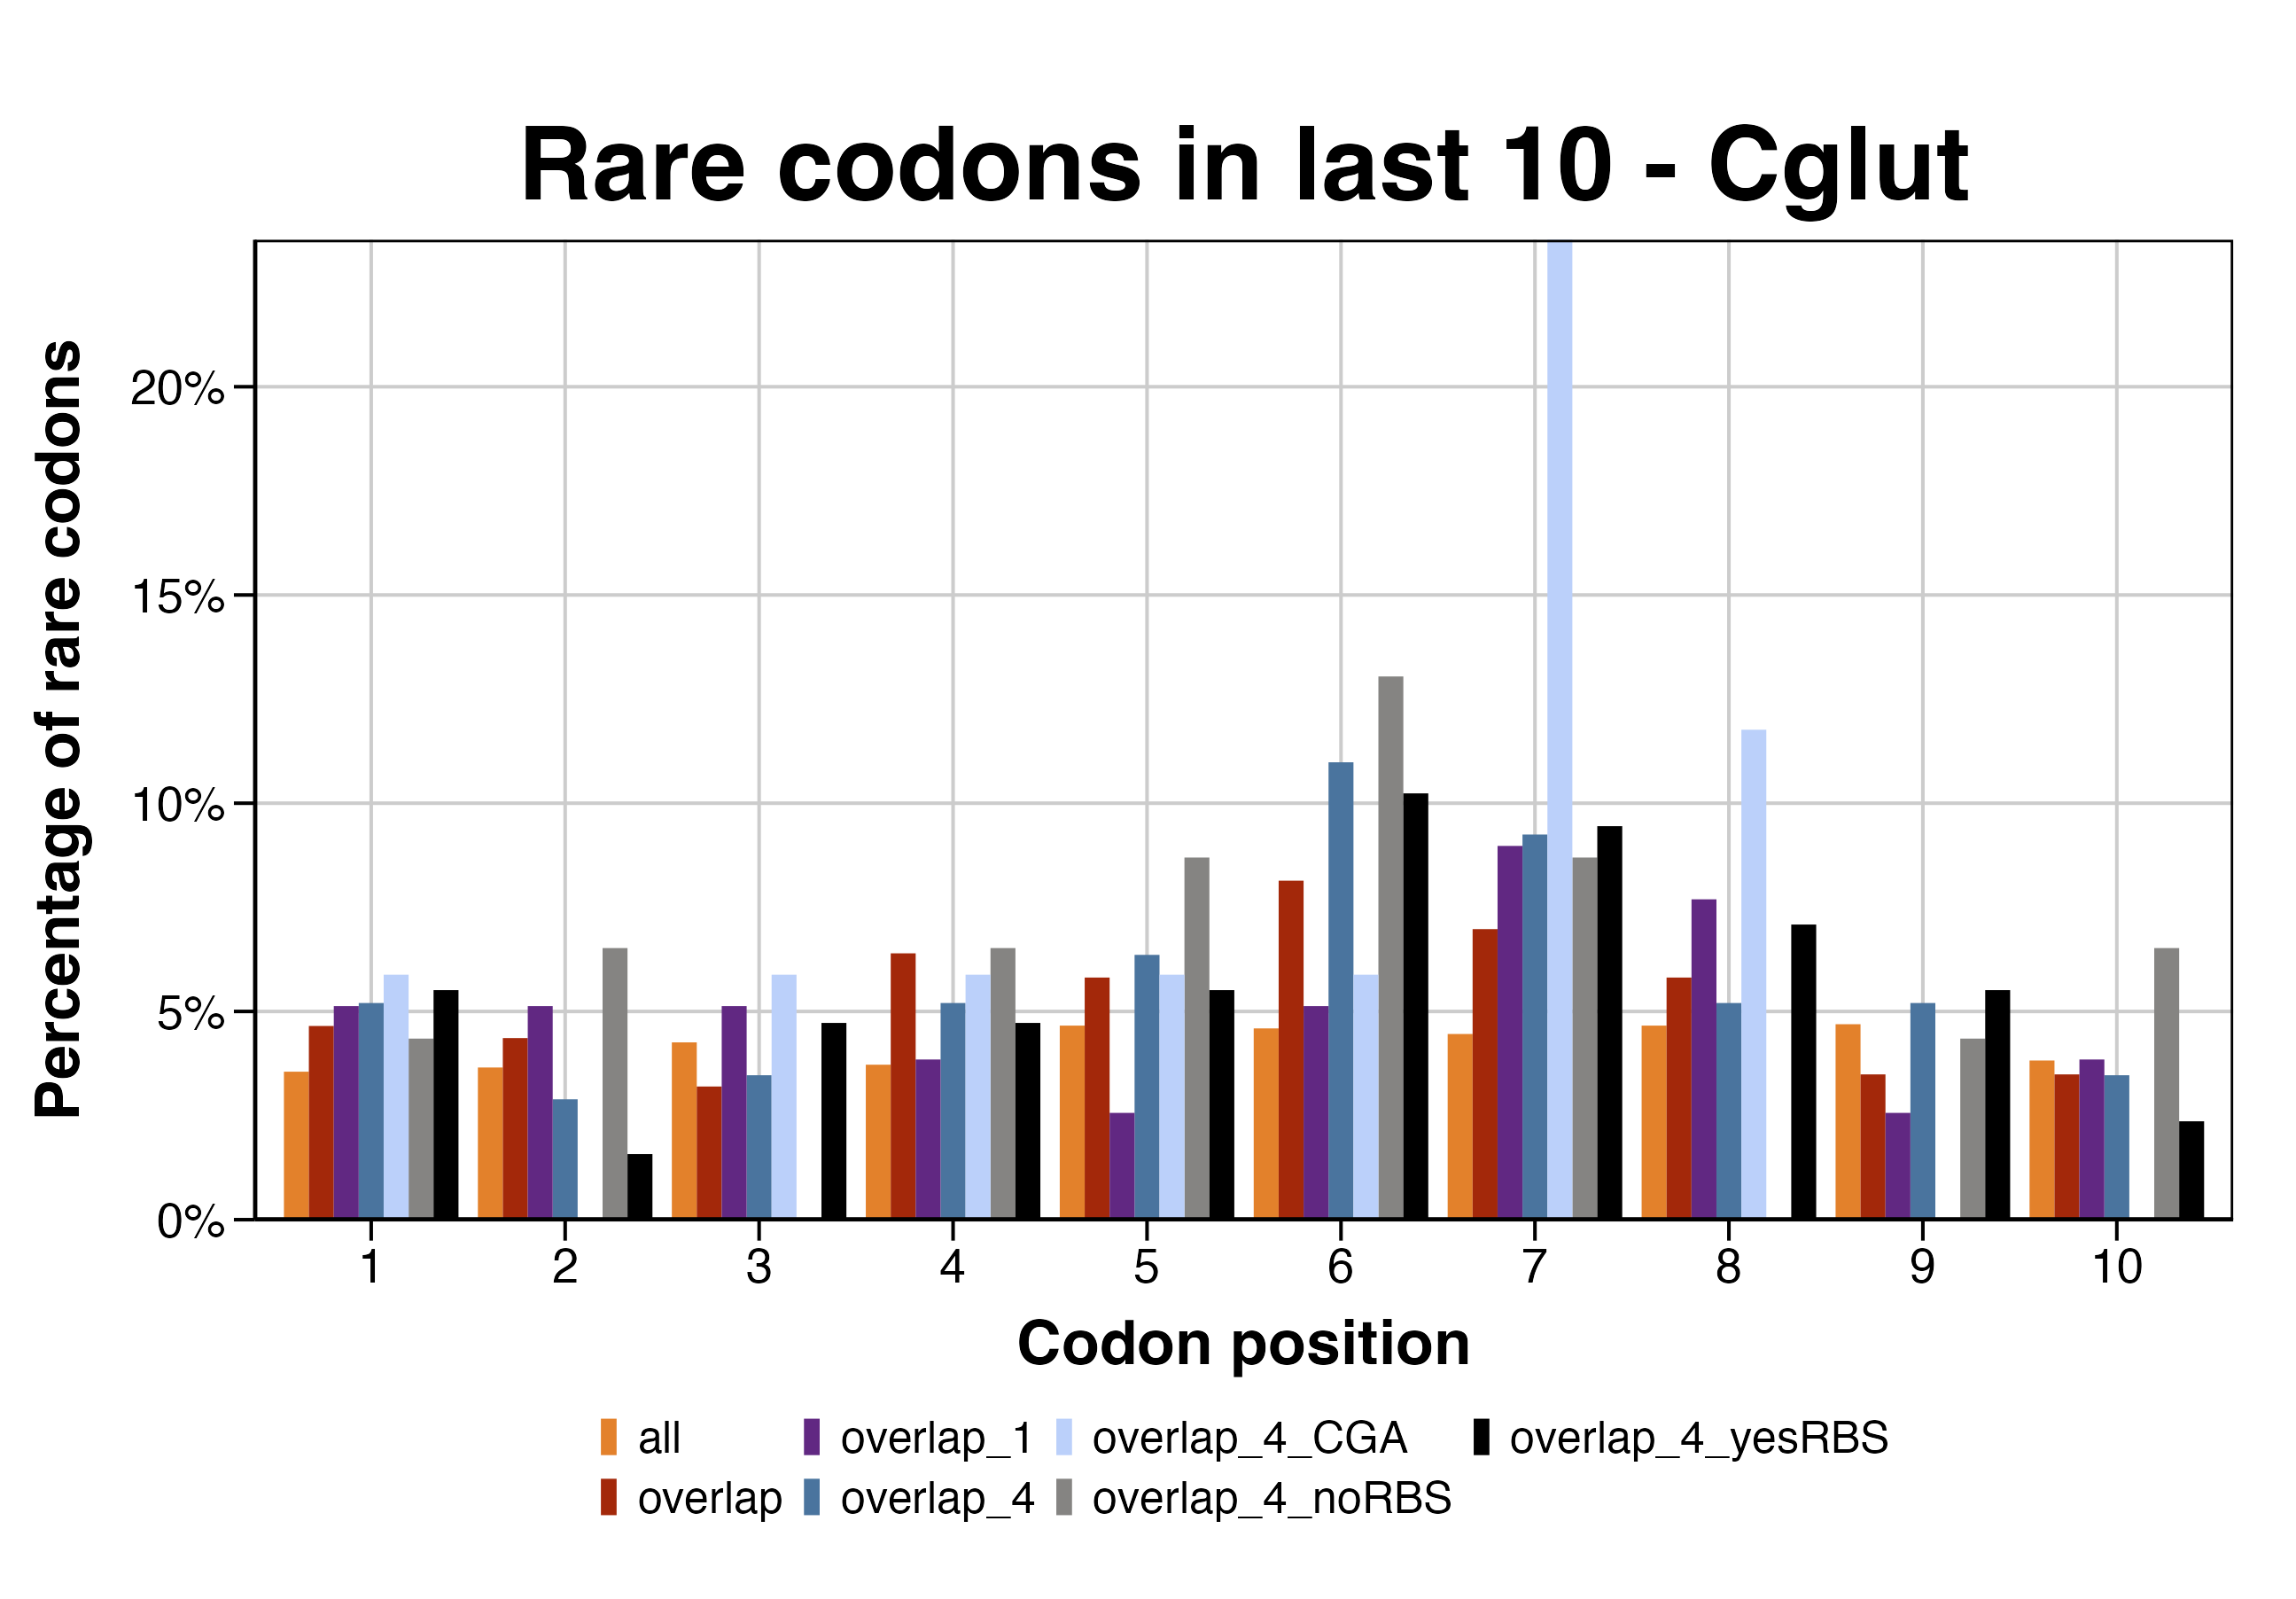 Rare codons in last 10 - Cglut
Percentage of rare codons
20%
15%
10%
5%
0%
1 2 3 4 5 6 7 8 9 10
Codon position
all overlap_1 overlap_4_CGA overlap_4_yesRBS
overlap overlap_4 overlap_4_noRBS